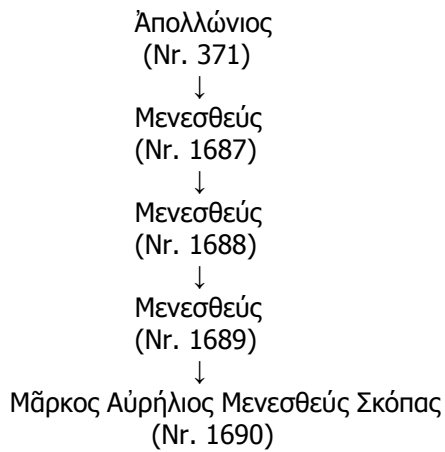 Ἀπολλώνιος
(Nr. 371)
↓
Μενεσθεύς
(Nr. 1687)
↓
Μενεσθεύς
(Nr. 1688)
↓
Μενεσθεύς
(Nr. 1689)
↓
Μᾶρκος Αὐρήλιος Μενεσθεύς Σκόπας
(Nr. 1690)